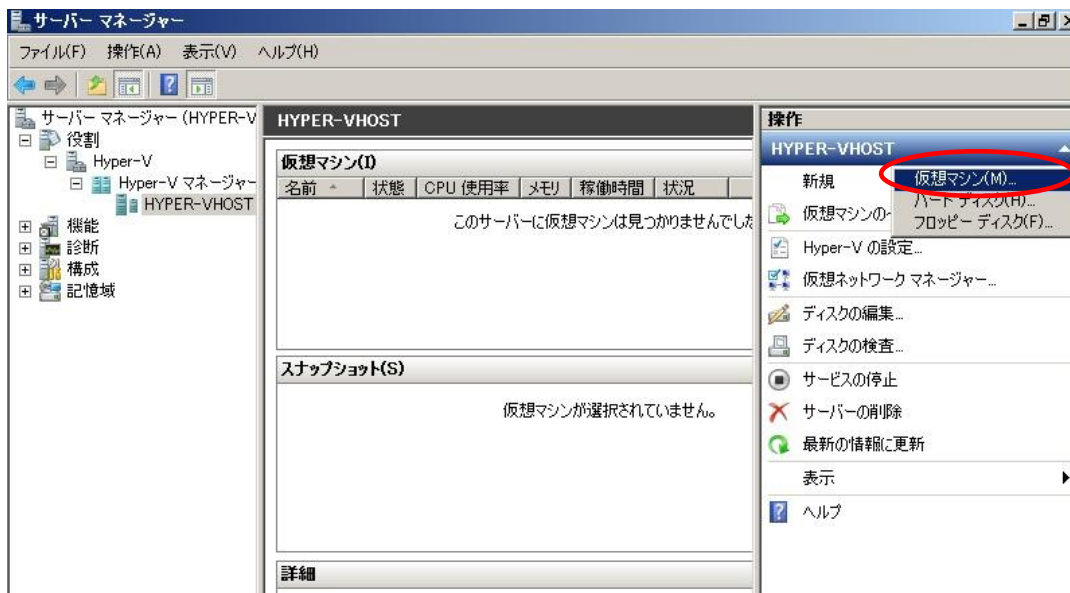 サーバー マネージャー
ファイル(F) 操作(A) 表示(V) ヘルプ(H)
サーバー マネージャー (HYPER-V
役割
Hyper-V
Hyper-V マネージャー
HYPER-VHOST
機能
診断
構成
記憶域
HYPER-VHOST
仮想マシン(I)
名前 状態 CPU 使用率 メモリ 稼働時間 状況
このサーバーに仮想マシンは見つかりませんでした
スナップショット(S)
仮想マシンが選択されていません。
詳細
操作
HYPER-VHOST
新規
仮想マシン(M)...
ハード ディスク(H)...
フロッピー ディスク(F)...
仮想マシンの
Hyper-V の設定...
仮想ネットワーク マネージャー...
ディスクの編集...
ディスクの検査...
サービスの停止
サーバーの削除
最新の情報に更新
表示
ヘルプ